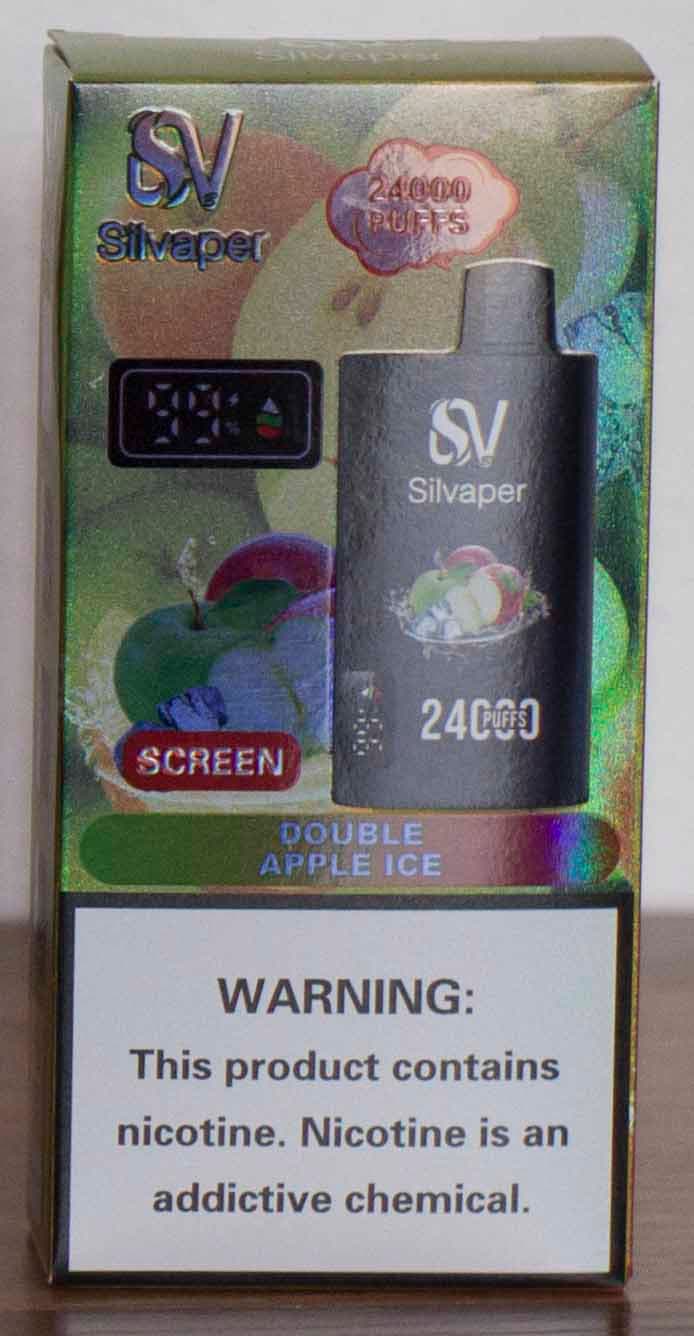 Silvaper
SV
Silvaper
24000
PUFFS
99
%
SV
Silvaper
24000
PUFFS
SCREEN
DOUBLE
APPLE ICE
WARNING:
This product contains
nicotine. Nicotine is an
addictive chemical.